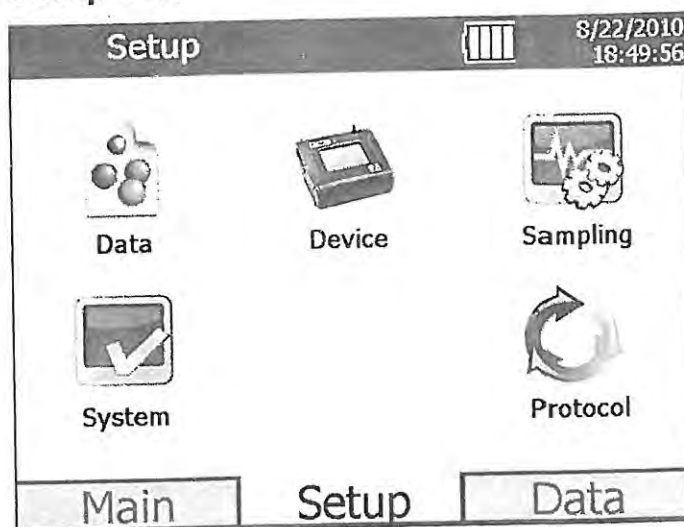 Setup
8/22/2010
18:49:56
Data
Device
Sampling
System
Protocol
Main
Setup
Data